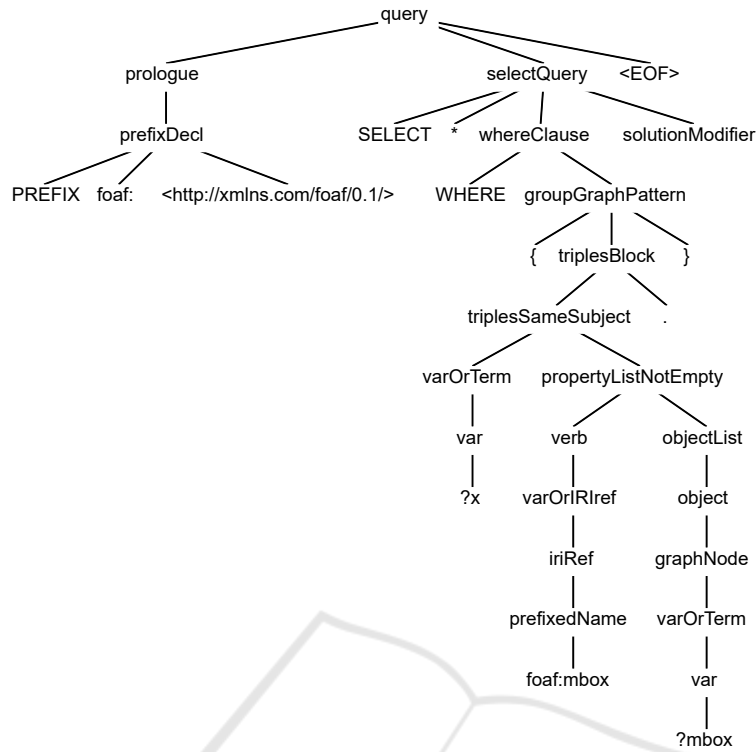 query
prologue selectQuery <EOF>
prefixDecl SELECT * whereClause solutionModifier
PREFIX foaf: <http://xmlns.com/foaf/0.1/> WHERE groupGraphPattern
{ triplesBlock }
triplesSameSubject .
varOrTerm propertyListNotEmpty
var verb objectList
?x varOrIRIref object
iriRef graphNode
prefixedName varOrTerm
foaf:mbox var
?mbox